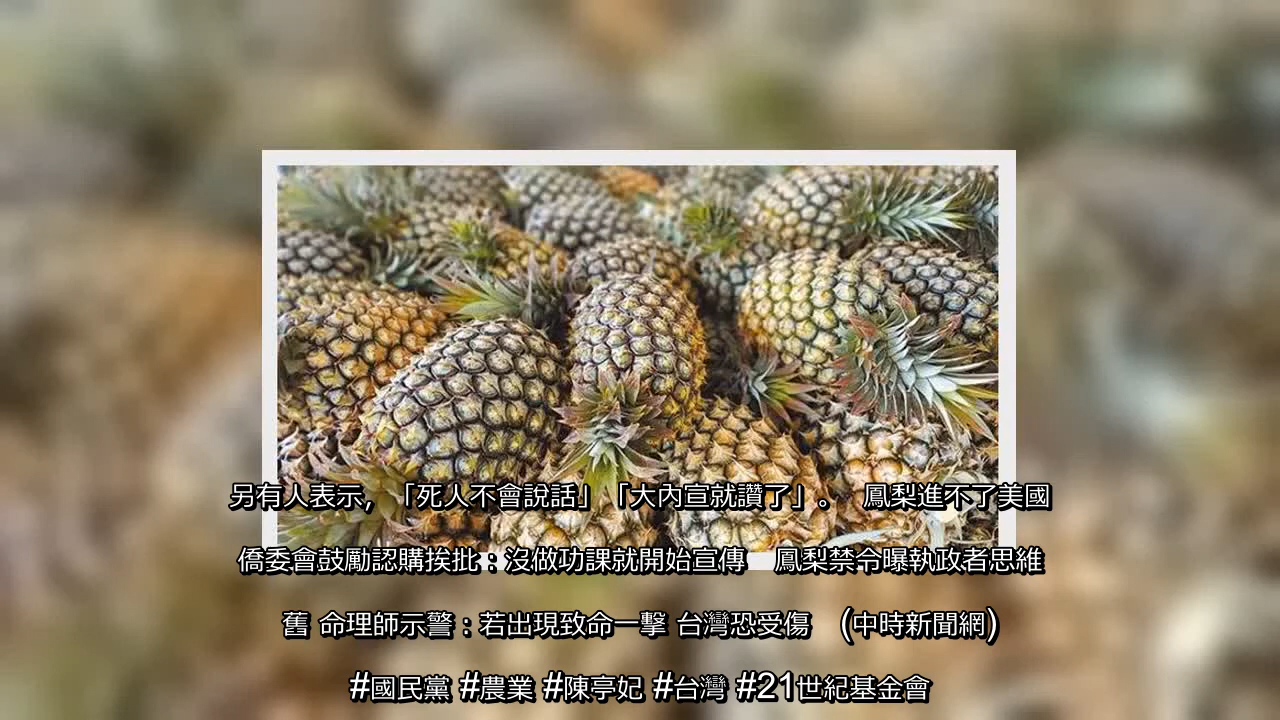 另有人表示，「死人不會說話」「大內宣就讚了」。 鳳梨進不了美國
僑委會鼓勵認購挨批：沒做功課就開始宣傳 鳳梨禁令曝執政者思維
舊 命理師示警：若出現致命一擊 台灣恐受傷 (中時新聞網)
#國民黨 #農業 #陳亭妃 #台灣 #21世紀基金會